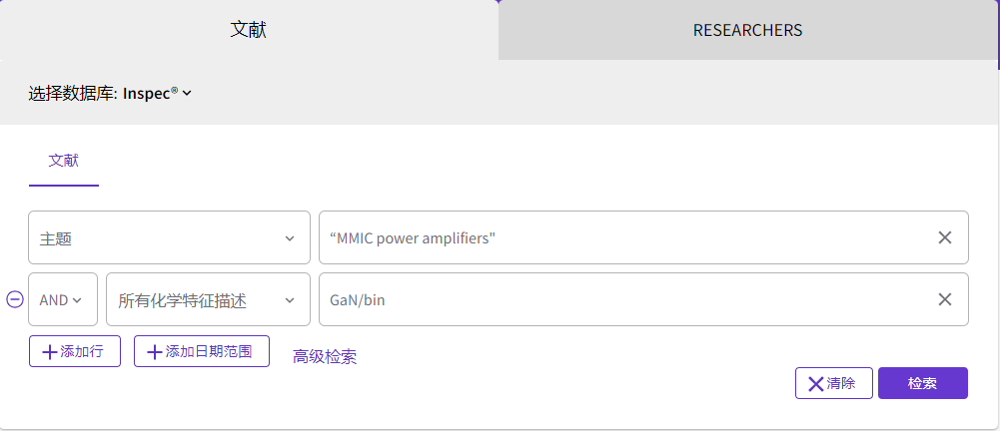 文献
RESEARCHERS
选择数据库: Inspec®
文献
主题
“MMIC power amplifiers"
AND
所有化学特征描述
GaN/bin
添加行
添加日期范围
高级检索
清除
检索